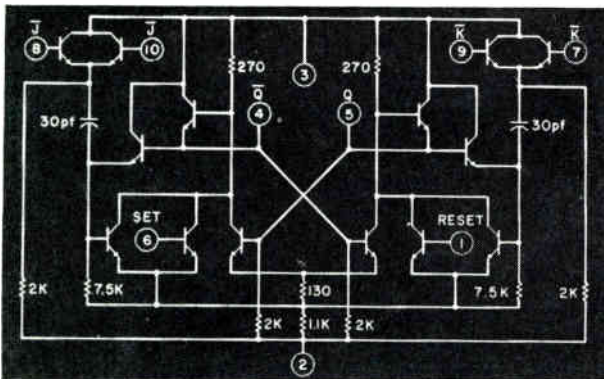 J̅ J̅ K̅ K̅
8 10 3 9 7
270 270
Q̅ Q
4 5
30pf 30pf
SET RESET
6 1
2K 7.5K 130 7.5K 2K
2K 1.1K 2K
2